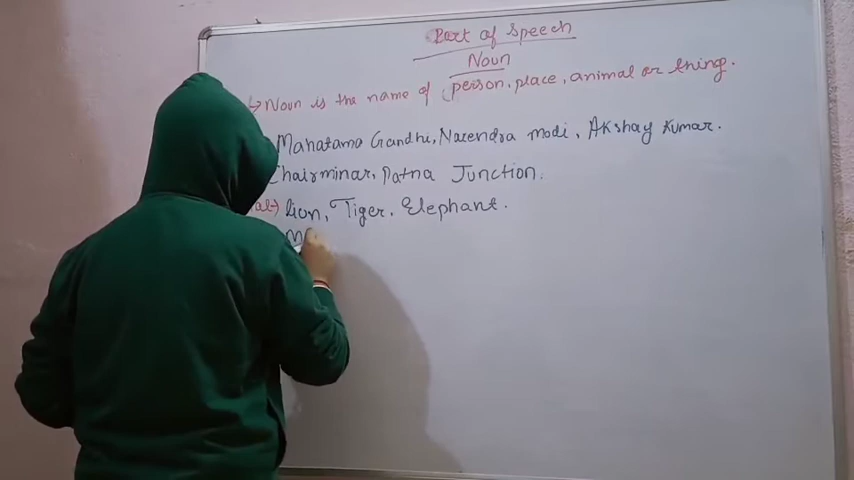 Part of Speech
Noun
→ Noun is the name of person, place, animal or thing.
Mahatama Gandhi, Narendra modi, Akshay Kumar.
Chairminar, Patna Junction.
al→ Lion, Tiger, Elephant.